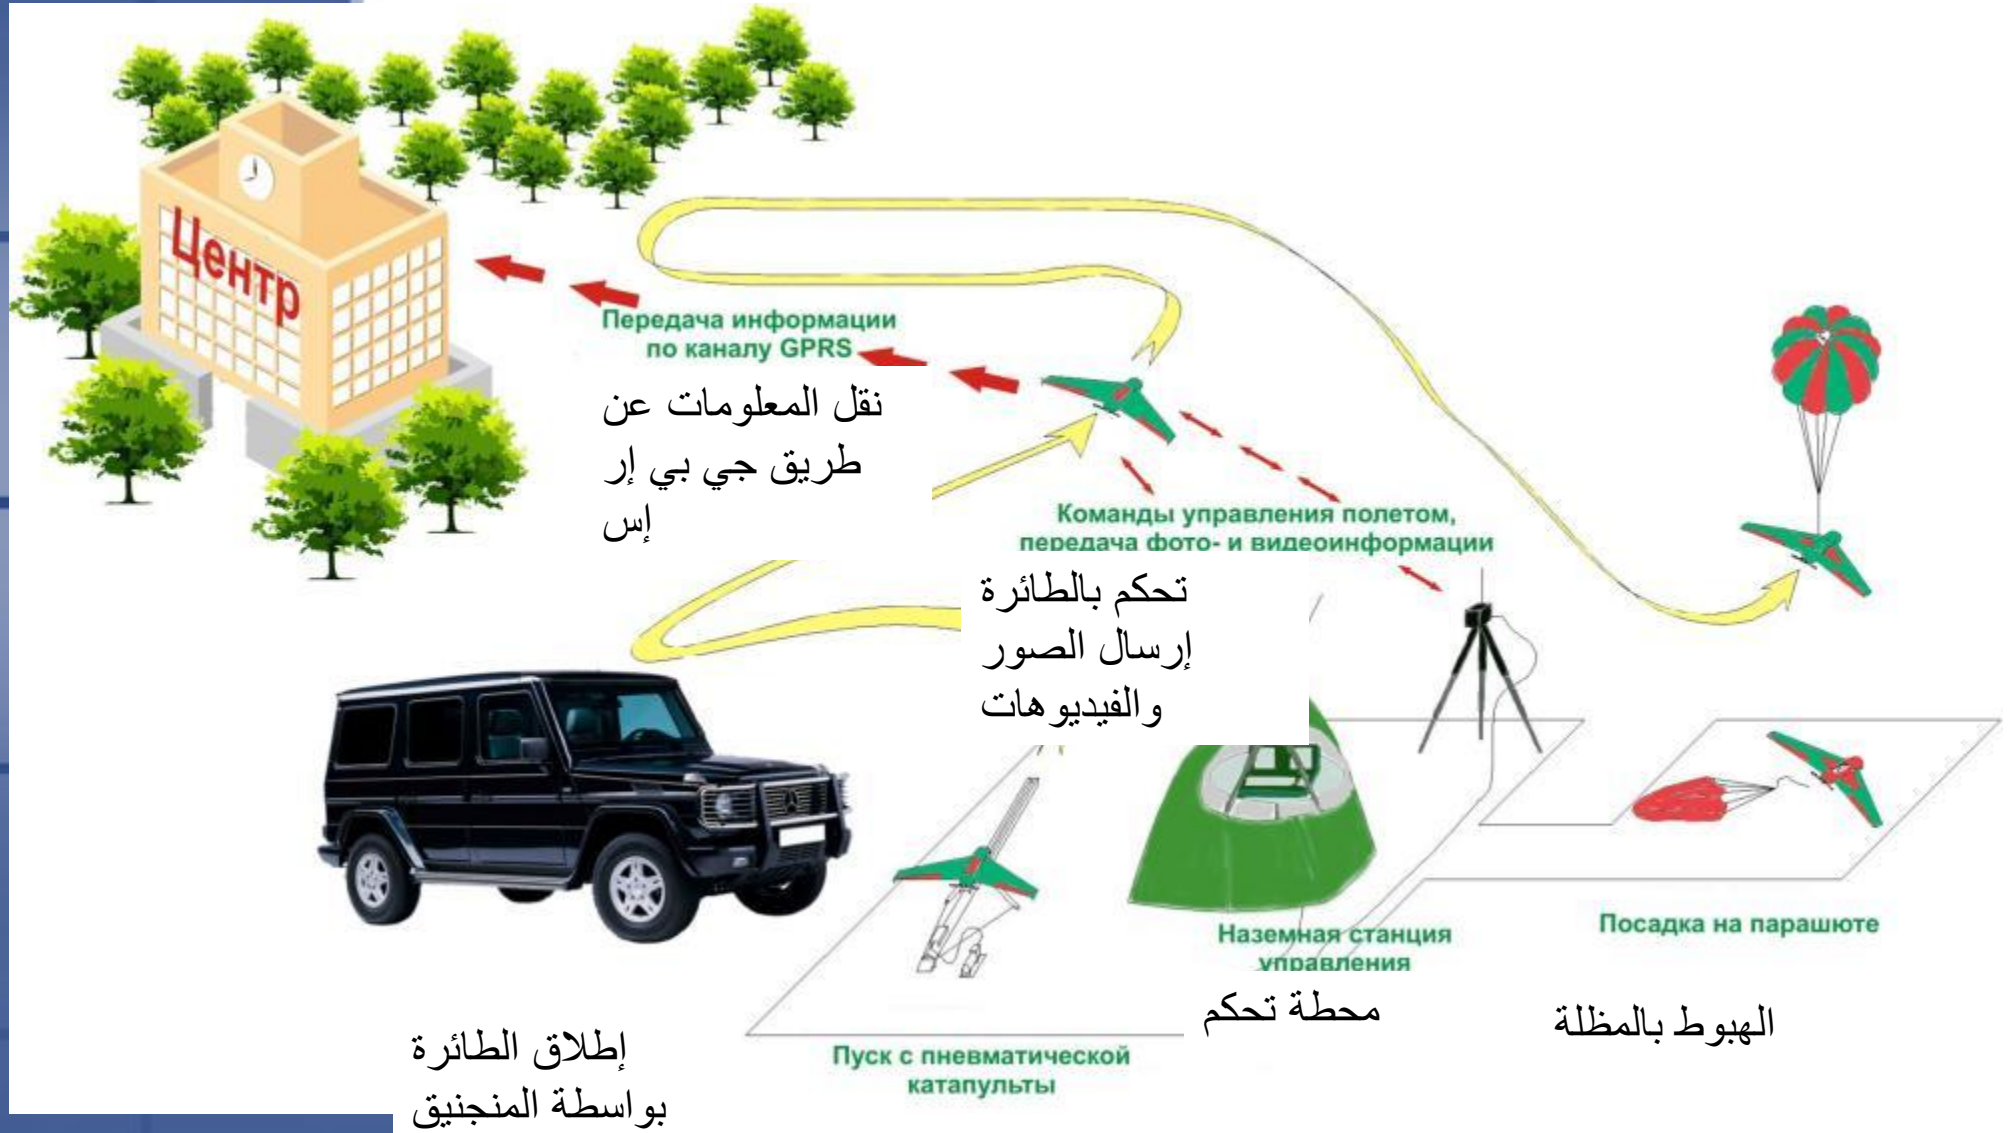 Центр
Передача информации
по каналу GPRS
نقل المعلومات عن
طريق جي بي إر
إس
Команды управления полетом,
передача фото- и видеоинформации
تحكم بالطائرة
إرسال الصور
والفيديوهات
Наземная станция
управления
محطة تحكم
Посадка на парашюте
الهبوط بالمظلة
Пуск с пневматической
катапульты
إطلاق الطائرة
بواسطة المنجنيق